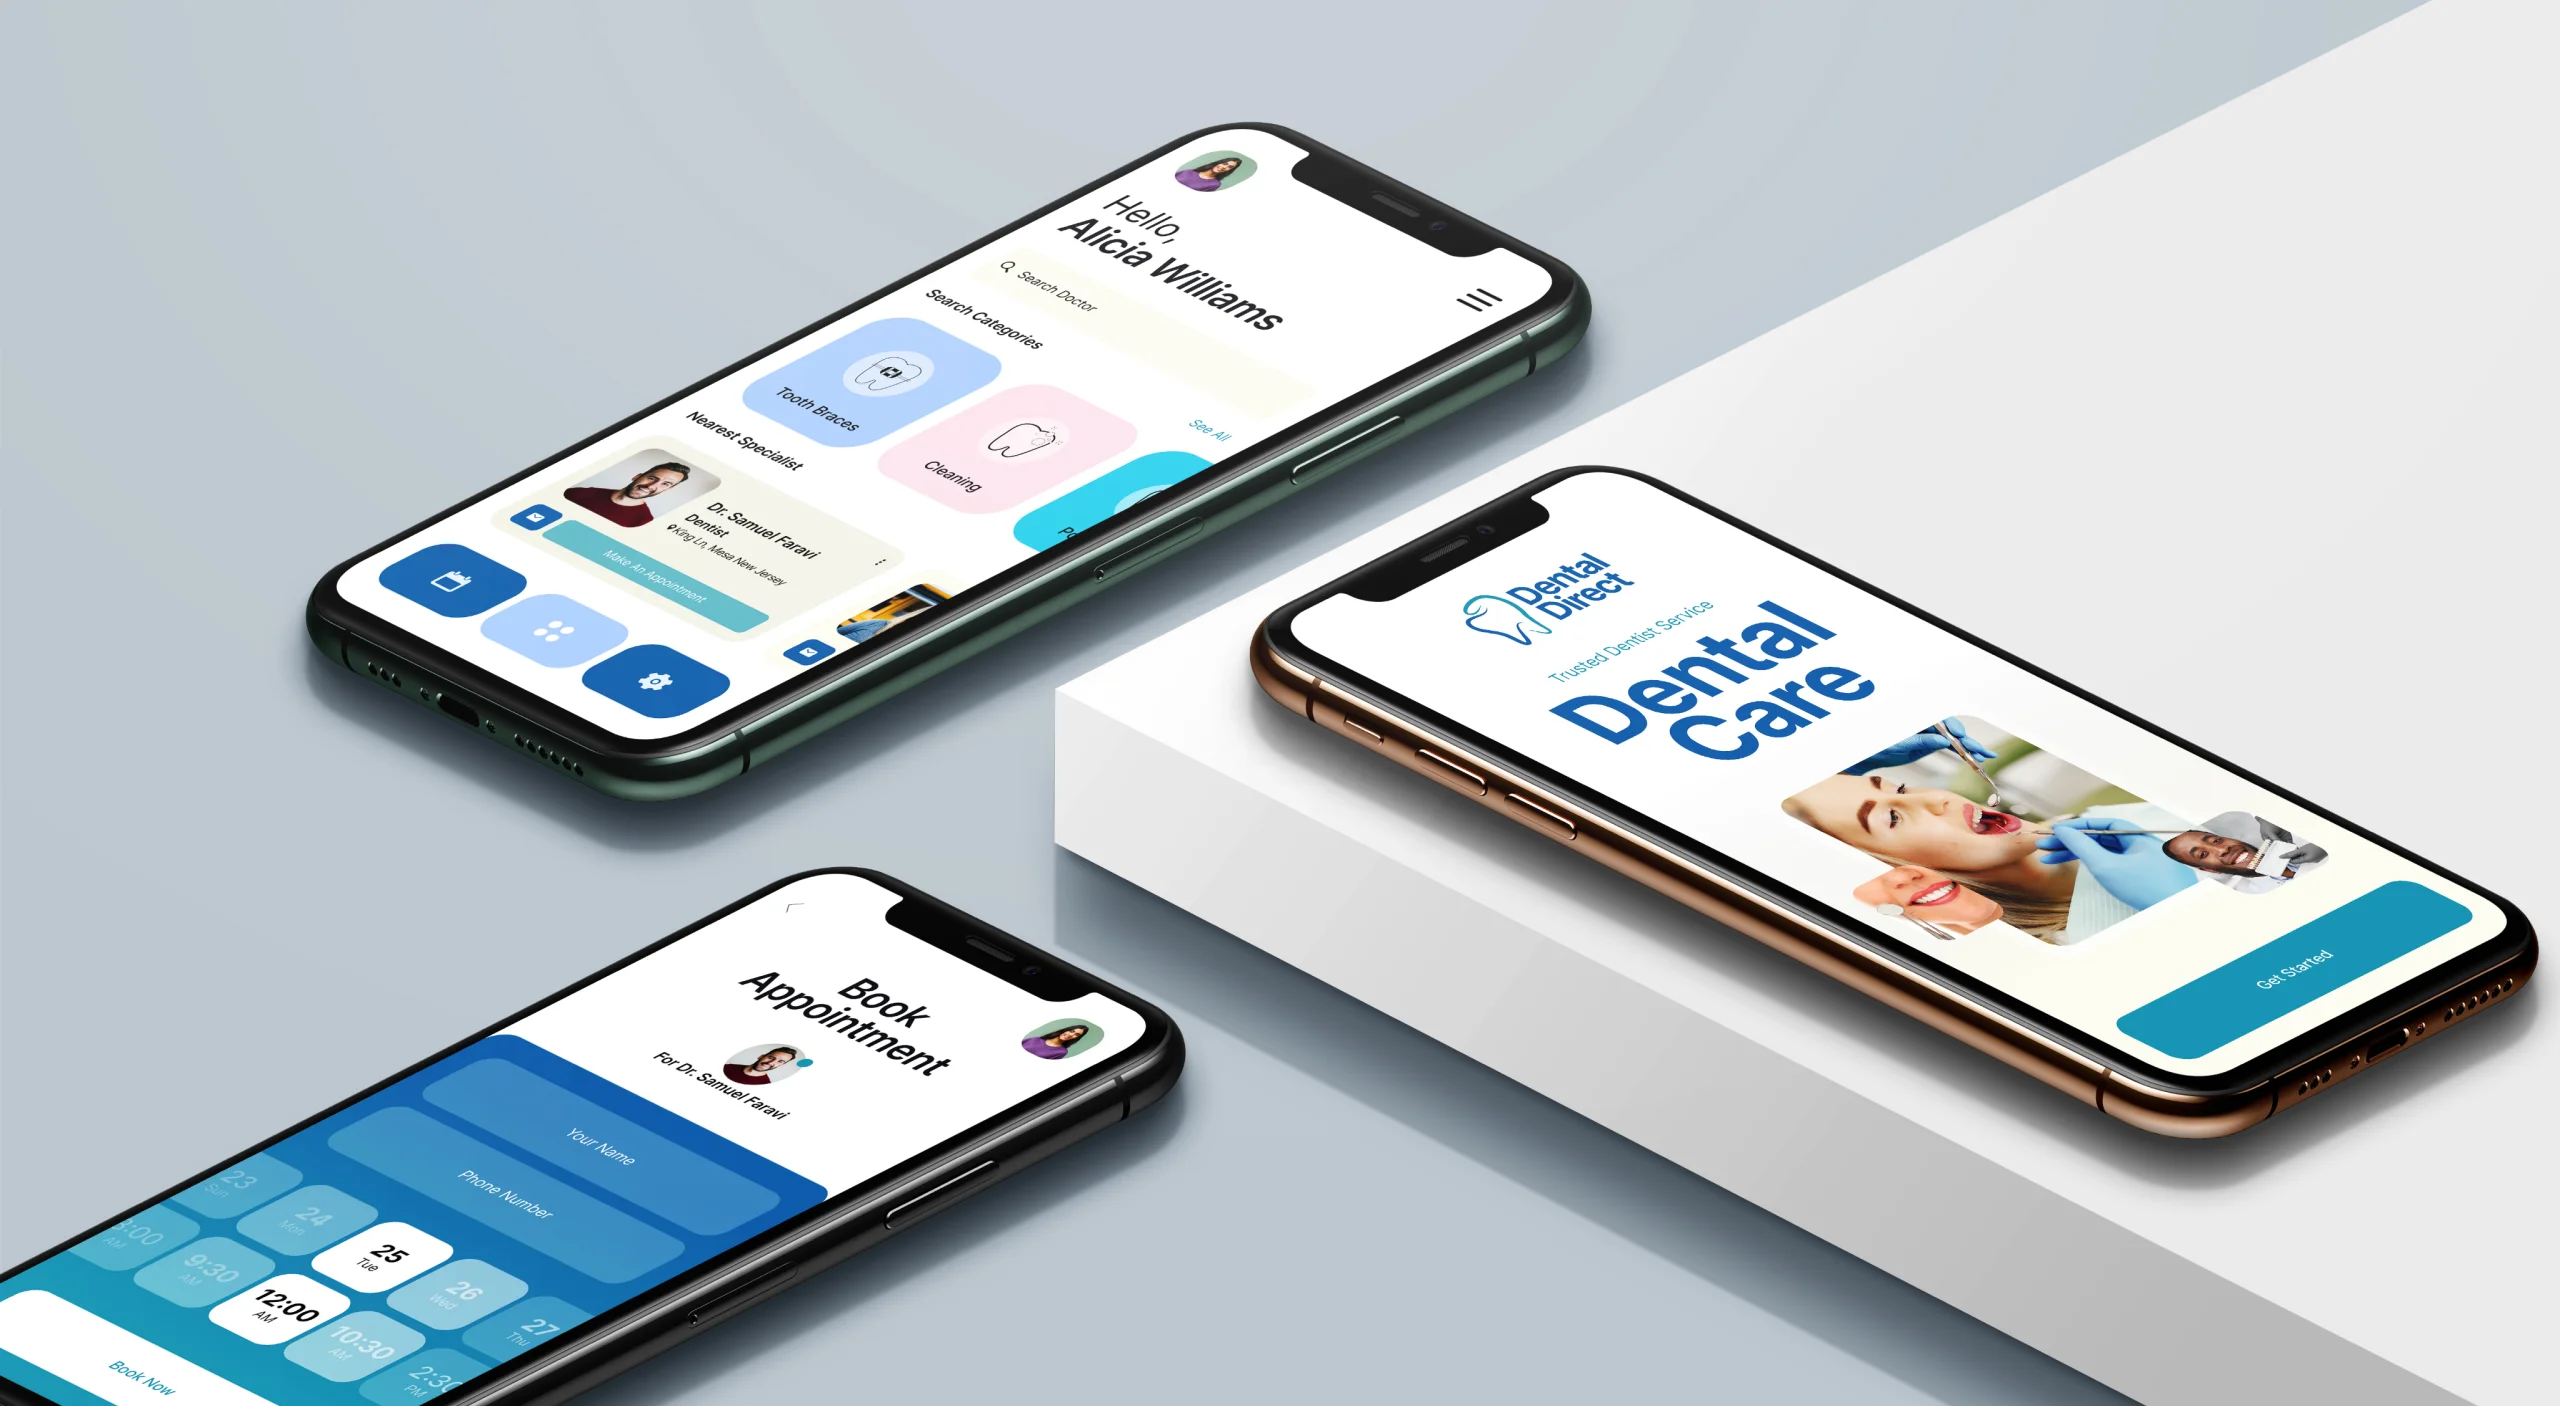 Hello,
Alicia Williams
Search Doctor
Search Categories
See All
Tooth Braces
Cleaning
Nearest Specialist
Dr. Samuel Faravi
Dentist
King Ln, Mesa New Jersey
Make An Appointment
Dental
Direct
Trusted Dentist Service
Dental
Care
Get Started
Book
Appointment
For Dr. Samuel Faravi
Your Name
Phone Number
23
Sun
24
Mon
25
Tue
26
Wed
27
Thu
8:00
AM
9:30
AM
12:00
AM
10:30
AM
2:30
PM
Book Now